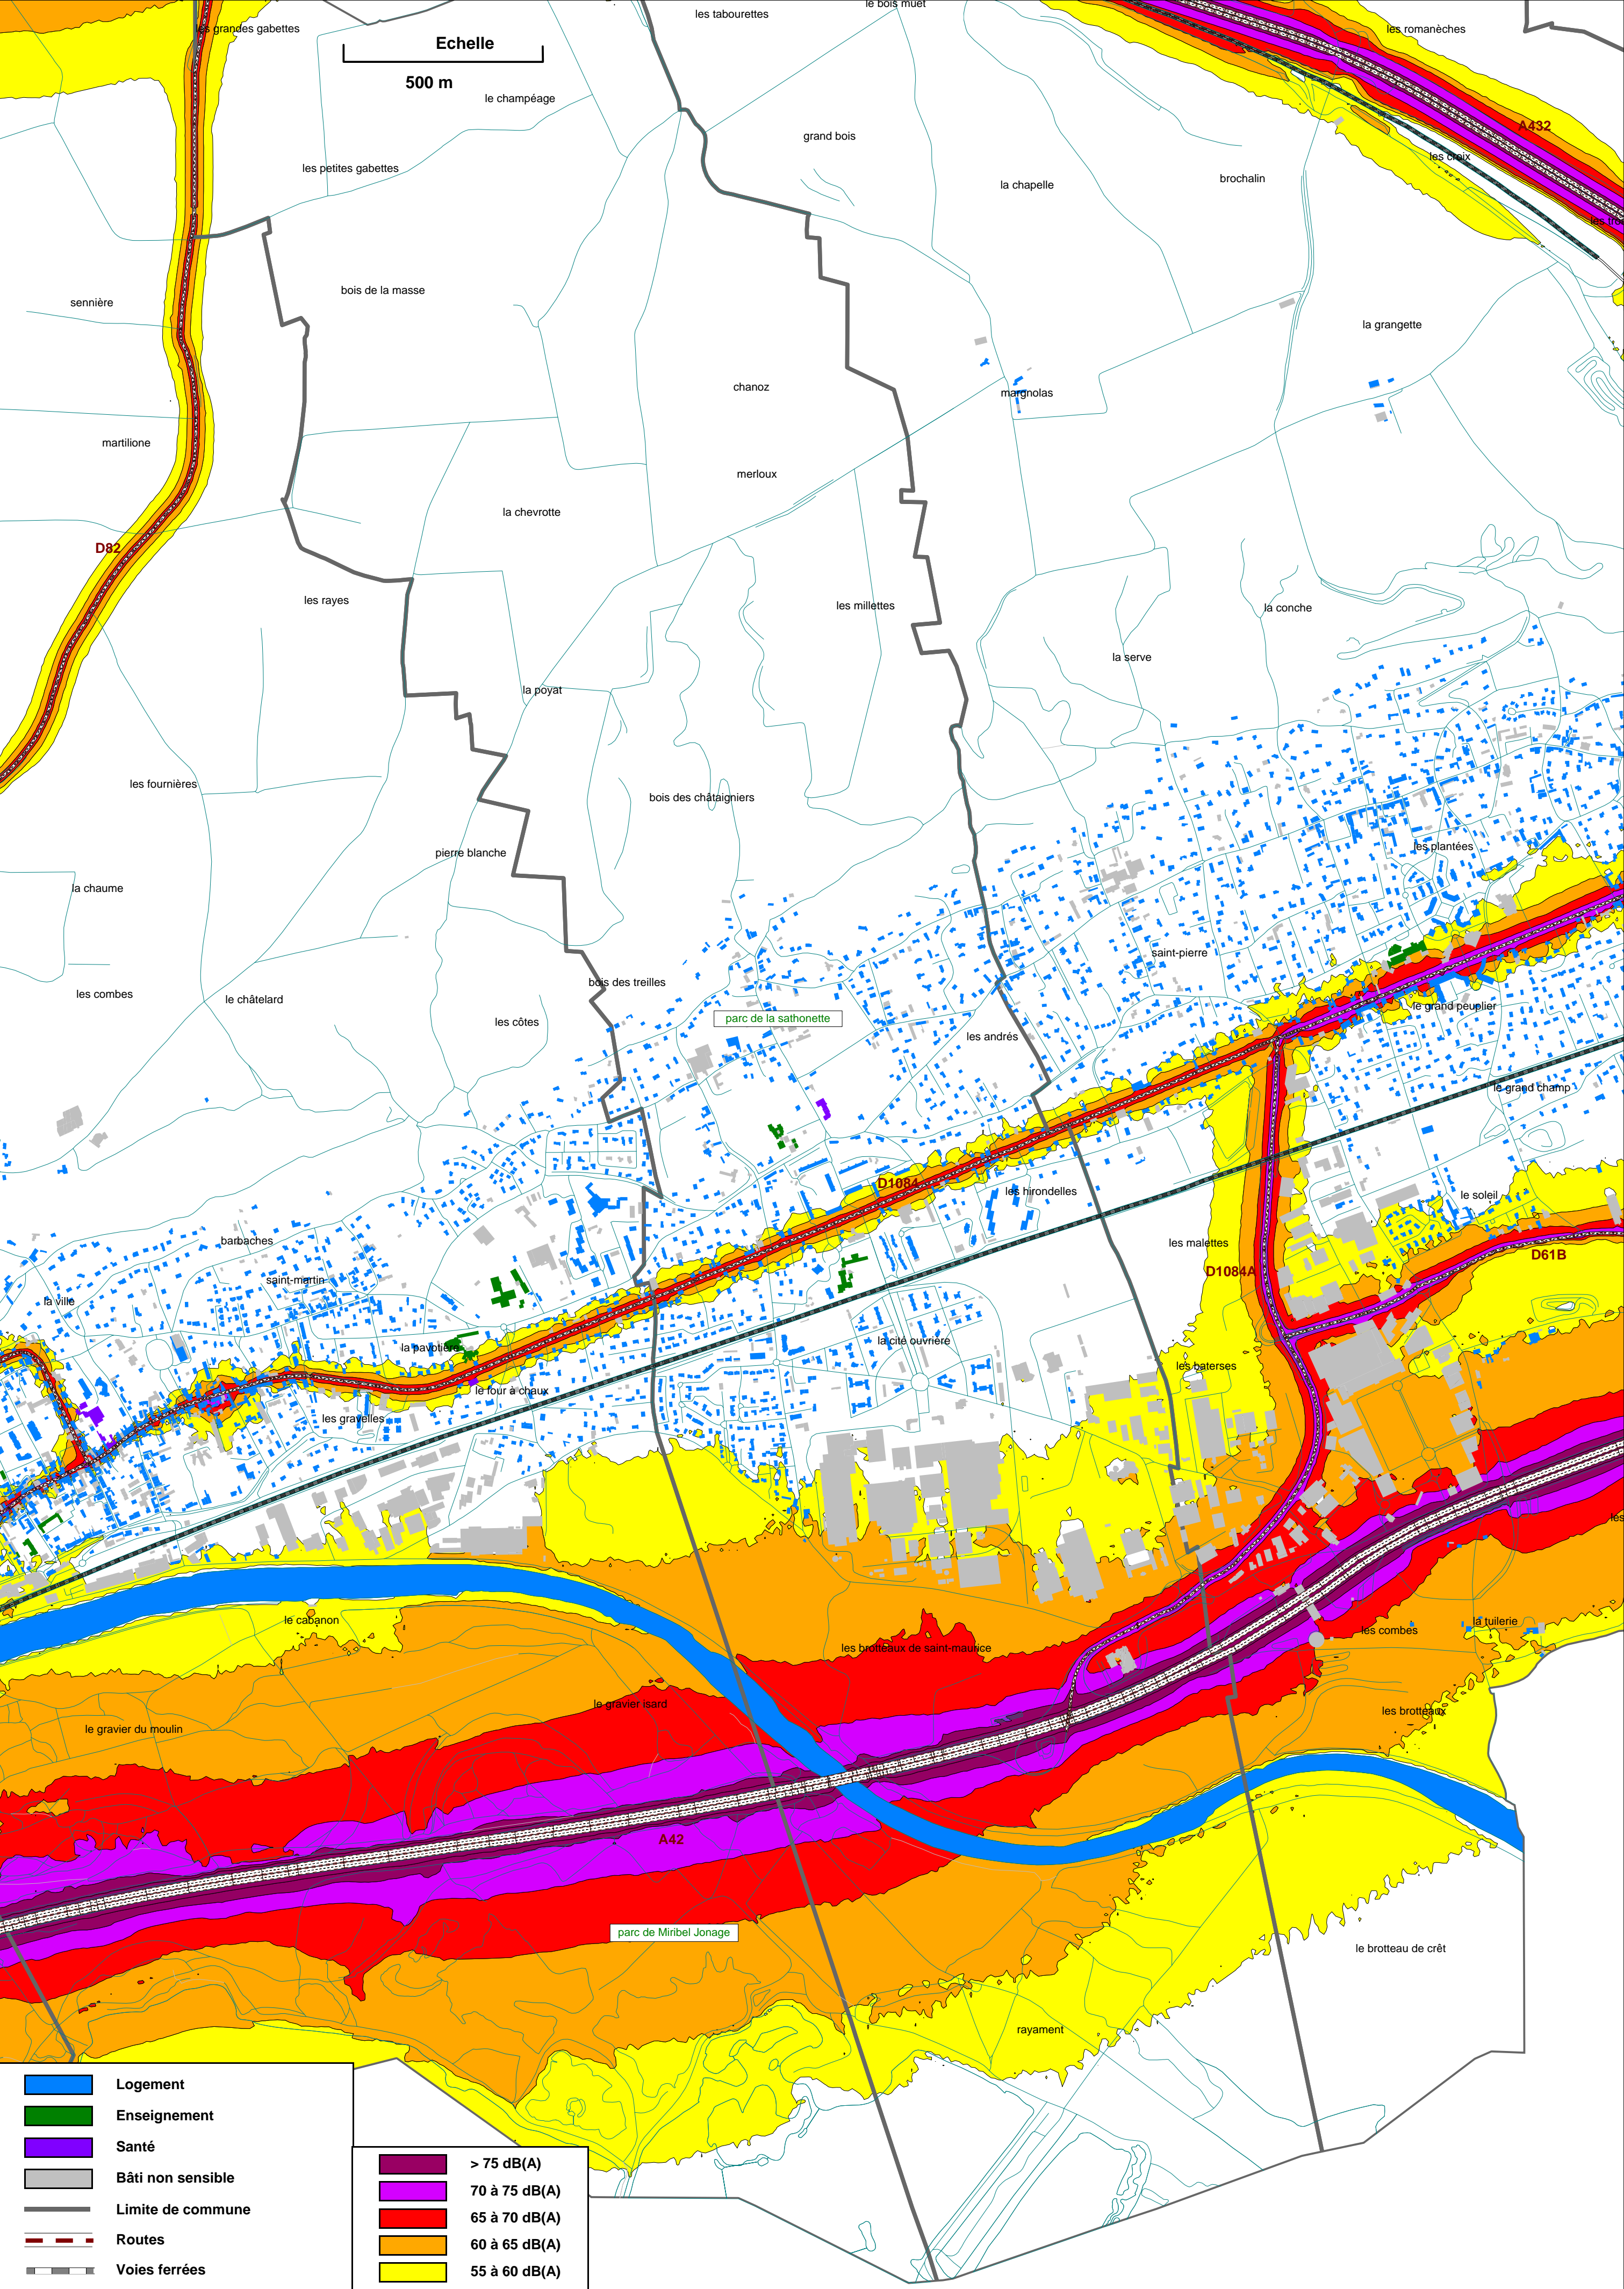 les tabourettes
le bois muet
les grandes gabettes
les romanèches
Echelle
500 m
le champéage
A432
grand bois
les croix
les petites gabettes
brochalin
la chapelle
bois de la masse
sennière
la grangette
chanoz
margnolas
martilione
merloux
la chevrotte
D82
les rayes
les millettes
la conche
la serve
la poyat
les fournières
bois des châtaigniers
les plantées
pierre blanche
la chaume
saint-pierre
bois des treilles
les combes
le châtelard
le grand peuplier
parc de la sathonette
les côtes
les andrés
le grand champ
D1084
les hirondelles
le soleil
barbaches
les malettes
D61B
D1084A
saint-martin
la ville
la cité ouvrière
la pavotière
les baterses
le four à chaux
les gravelles
les
le cabanon
la tuilerie
les combes
les brotteaux de saint-maurice
le gravier isard
les brotteaux
le gravier du moulin
A42
parc de Miribel Jonage
le brotteau de crêt
rayament
Logement
Enseignement
Santé
Bâti non sensible
Limite de commune
Routes
Voies ferrées
> 75 dB(A)
70 à 75 dB(A)
65 à 70 dB(A)
60 à 65 dB(A)
55 à 60 dB(A)